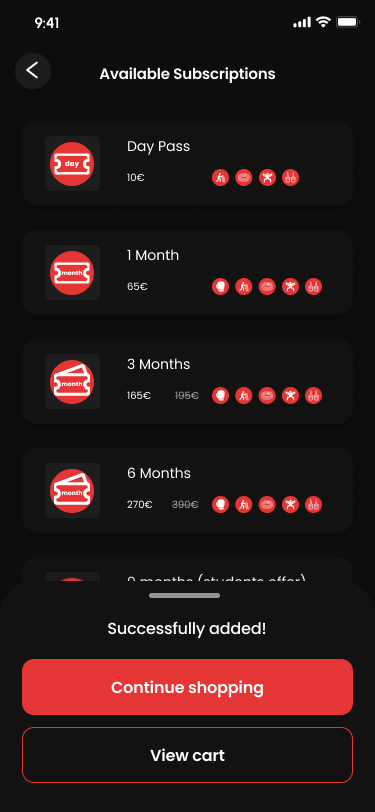 9:41
Available Subscriptions
day
Day Pass
10€
month
1 Month
65€
month
3 Months
165€ 195€
month
6 Months
270€ 390€
9 months (students offer)
Successfully added!
Continue shopping
View cart